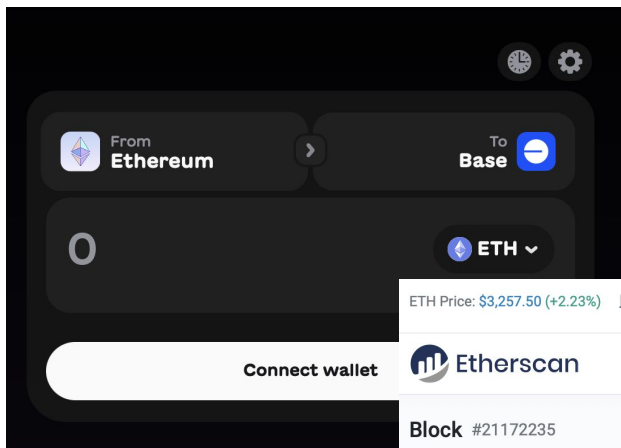 From
Ethereum
To
Base
0
ETH
Connect wallet
ETH Price: $3,257.50 (+2.23%)
Etherscan
Block #21172235